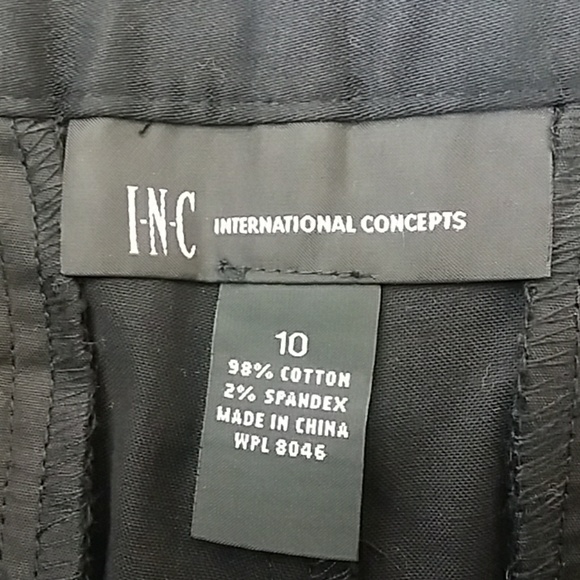 I-N-C INTERNATIONAL CONCEPTS
10
98% COTTON
2% SPANDEX
MADE IN CHINA
WPL 8046